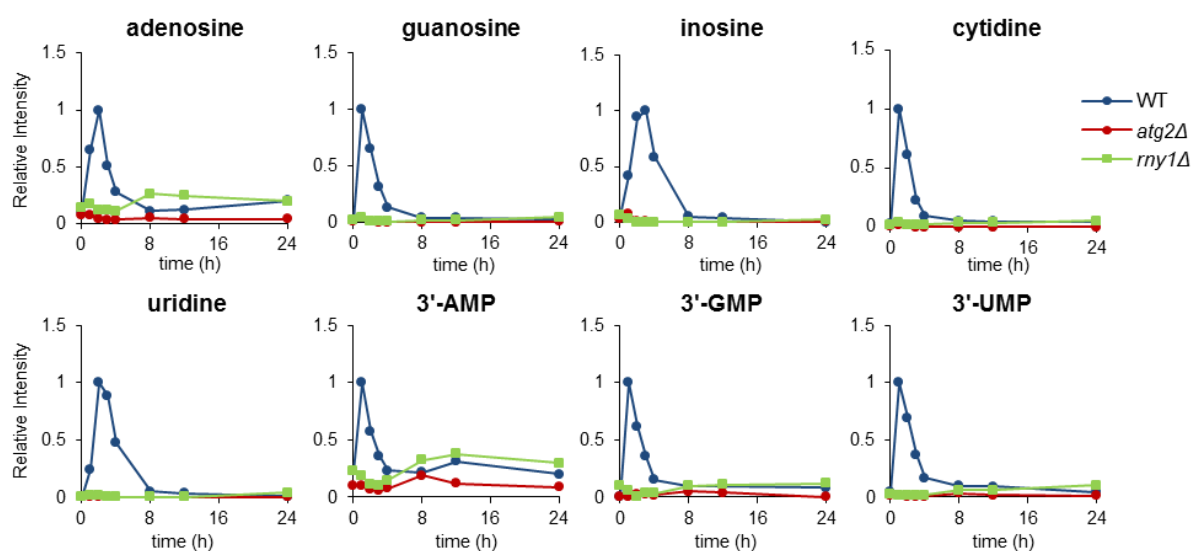 adenosine guanosine inosine cytidine
1.5 1.5 1.5 1.5
1 1 1 1
0.5 0.5 0.5 0.5
0 0 0 0
0 8 16 24 0 8 16 24 0 8 16 24 0 8 16 24
time (h) time (h) time (h) time (h)
Relative Intensity
WT
atg2Δ
rny1Δ
uridine 3'-AMP 3'-GMP 3'-UMP
1.5 1.5 1.5 1.5
1 1 1 1
0.5 0.5 0.5 0.5
0 0 0 0
0 8 16 24 0 8 16 24 0 8 16 24 0 8 16 24
time (h) time (h) time (h) time (h)
Relative Intensity